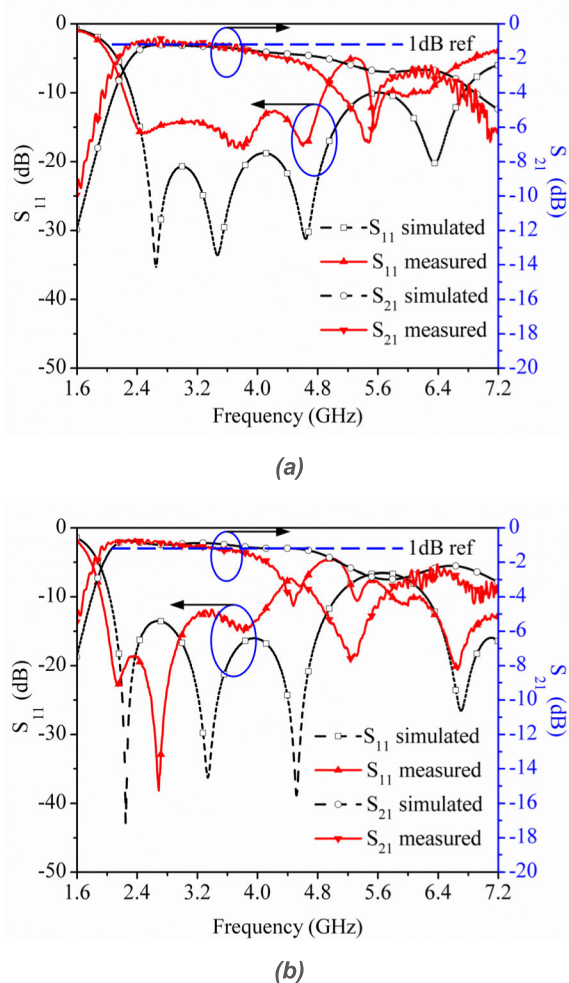 0
-10
-20
-30
-40
-50
0
-2
-4
-6
-8
-10
-12
-14
-16
-18
-20
1dB ref
S11 (dB)
S21 (dB)
S11 simulated
S11 measured
S21 simulated
S21 measured
1.6 2.4 3.2 4.0 4.8 5.6 6.4 7.2
Frequency (GHz)
(a)
0
-10
-20
-30
-40
-50
0
-2
-4
-6
-8
-10
-12
-14
-16
-18
-20
1dB ref
S11 (dB)
S21 (dB)
S11 simulated
S11 measured
S21 simulated
S21 measured
1.6 2.4 3.2 4.0 4.8 5.6 6.4 7.2
Frequency (GHz)
(b)